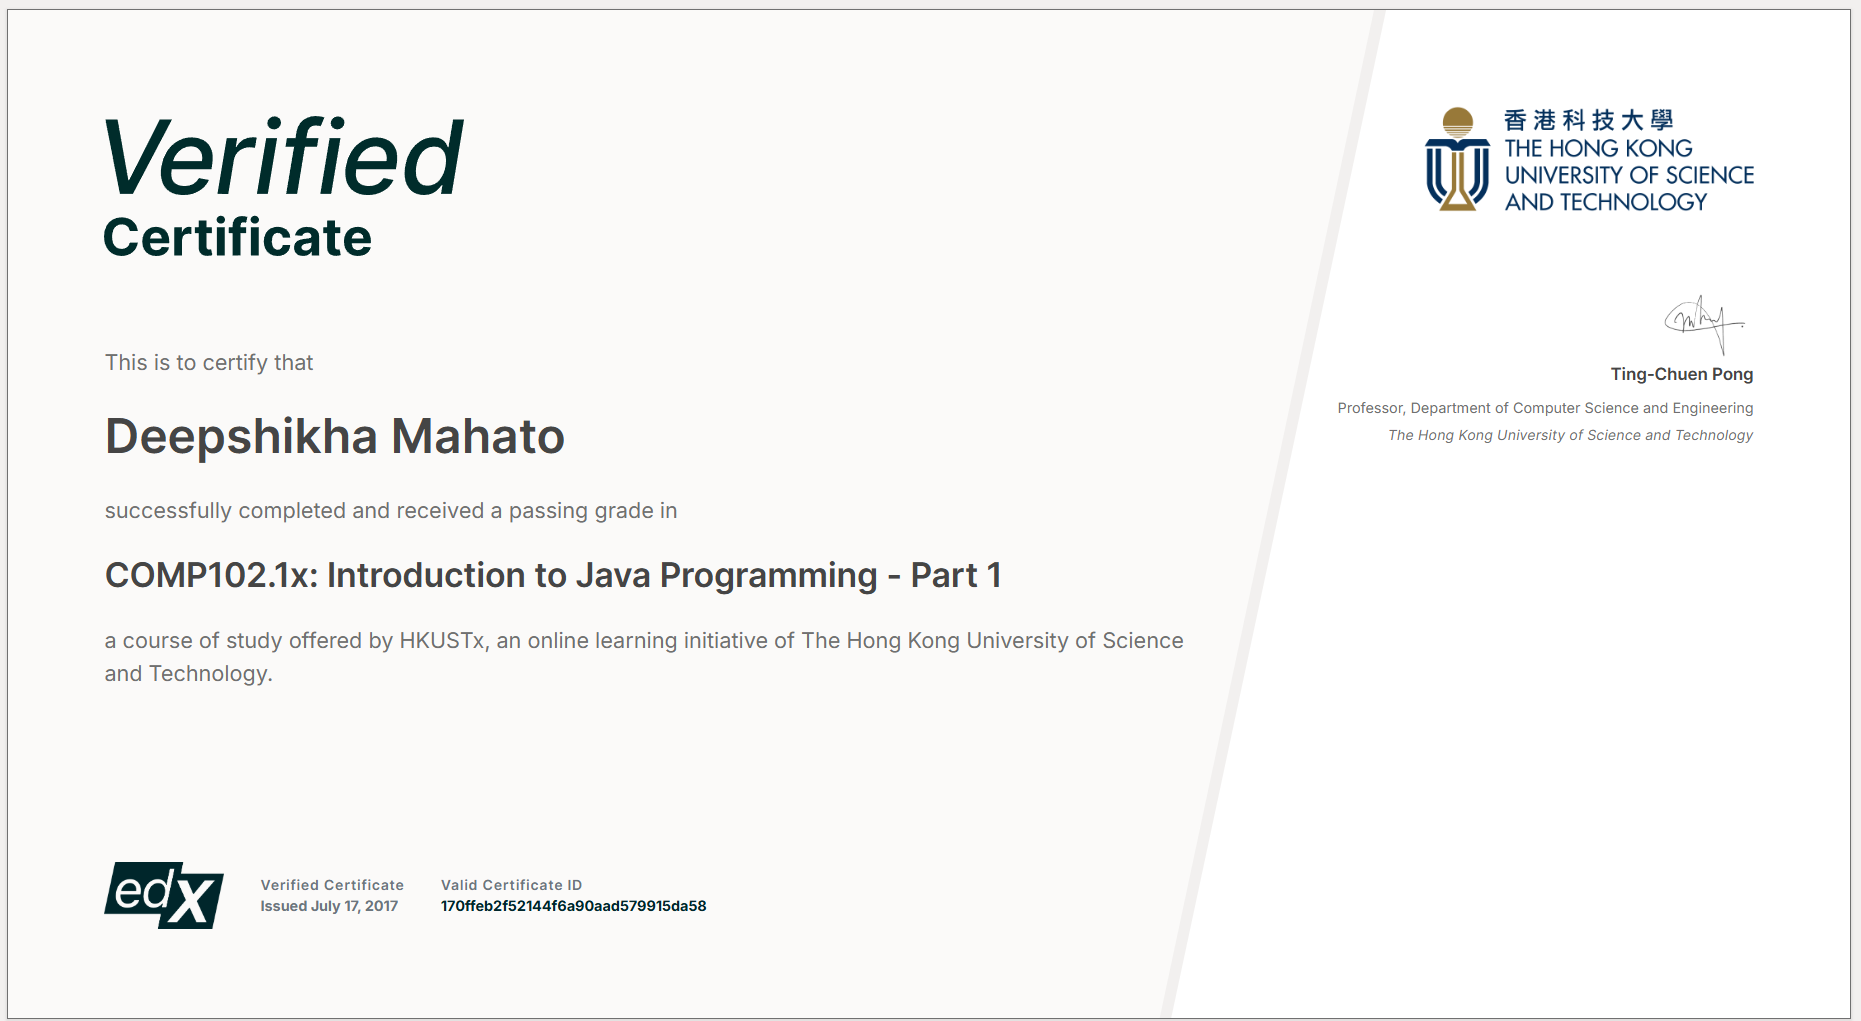 Verified
Certificate
香港科技大學
THE HONG KONG
UNIVERSITY OF SCIENCE
AND TECHNOLOGY
Ting-Chuen Pong
Professor, Department of Computer Science and Engineering
The Hong Kong University of Science and Technology
This is to certify that
Deepshikha Mahato
successfully completed and received a passing grade in
COMP102.1x: Introduction to Java Programming - Part 1
a course of study offered by HKUSTx, an online learning initiative of The Hong Kong University of Science
and Technology.
edX
Verified Certificate
Issued July 17, 2017
Valid Certificate ID
170ffeb2f52144f6a90aad579915da58